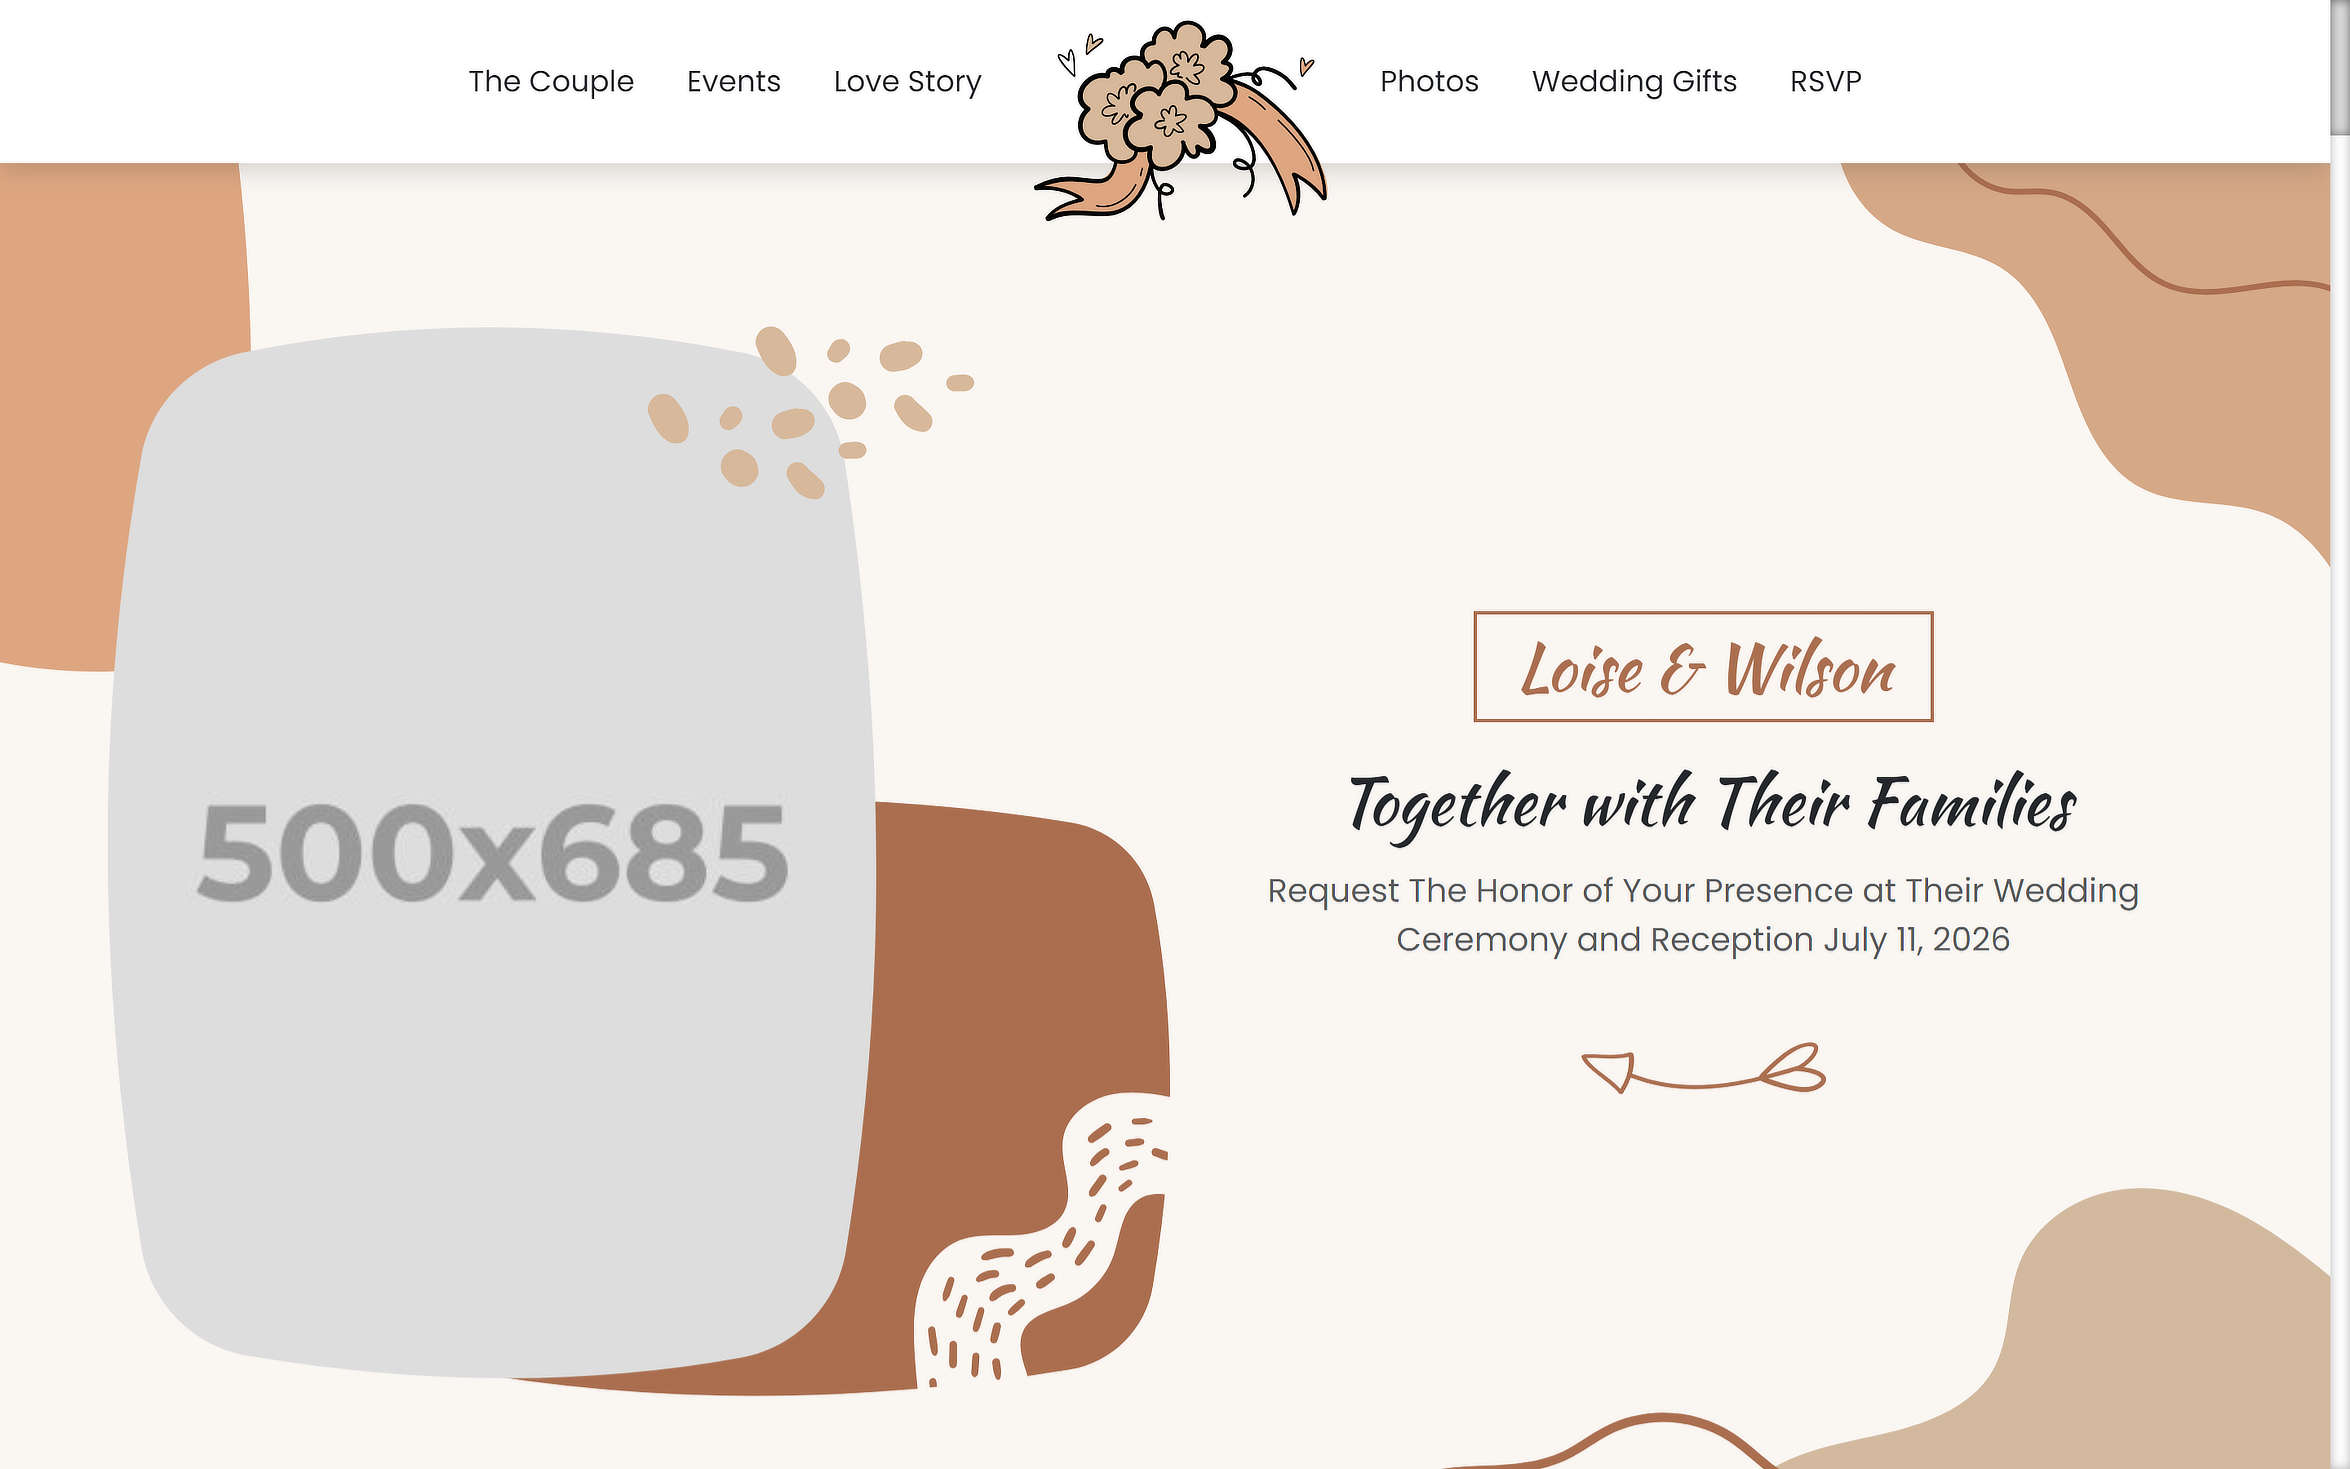 The Couple Events Love Story Photos Wedding Gifts RSVP
500x685
Loise & Wilson
Together with Their Families
Request The Honor of Your Presence at Their Wedding
Ceremony and Reception July 11, 2026